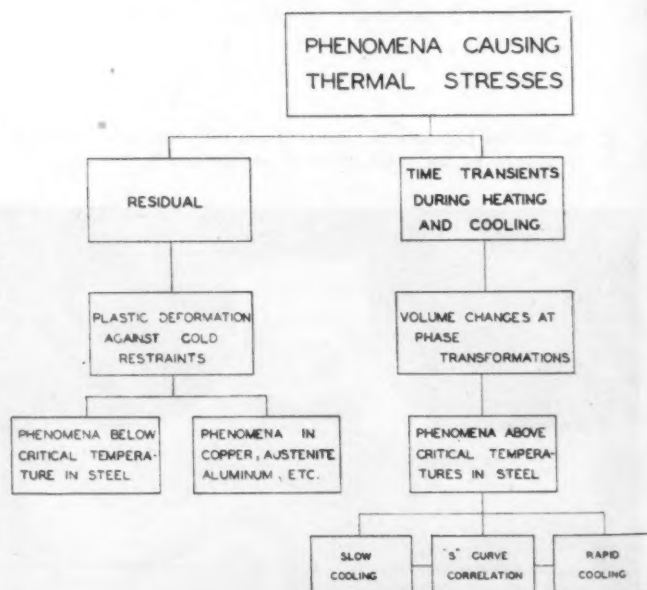 PHENOMENA CAUSING
THERMAL STRESSES
RESIDUAL
TIME TRANSIENTS
DURING HEATING
AND COOLING
PLASTIC DEFORMATION
AGAINST COLD
RESTRAINTS
VOLUME CHANGES AT
PHASE
TRANSFORMATIONS
PHENOMENA BELOW
CRITICAL TEMPERA-
TURE IN STEEL
PHENOMENA IN
COPPER, AUSTENITE
ALUMINUM, ETC.
PHENOMENA ABOVE
CRITICAL TEMPERA-
TURES IN STEEL
SLOW
COOLING
"S" CURVE
CORRELATION
RAPID
COOLING